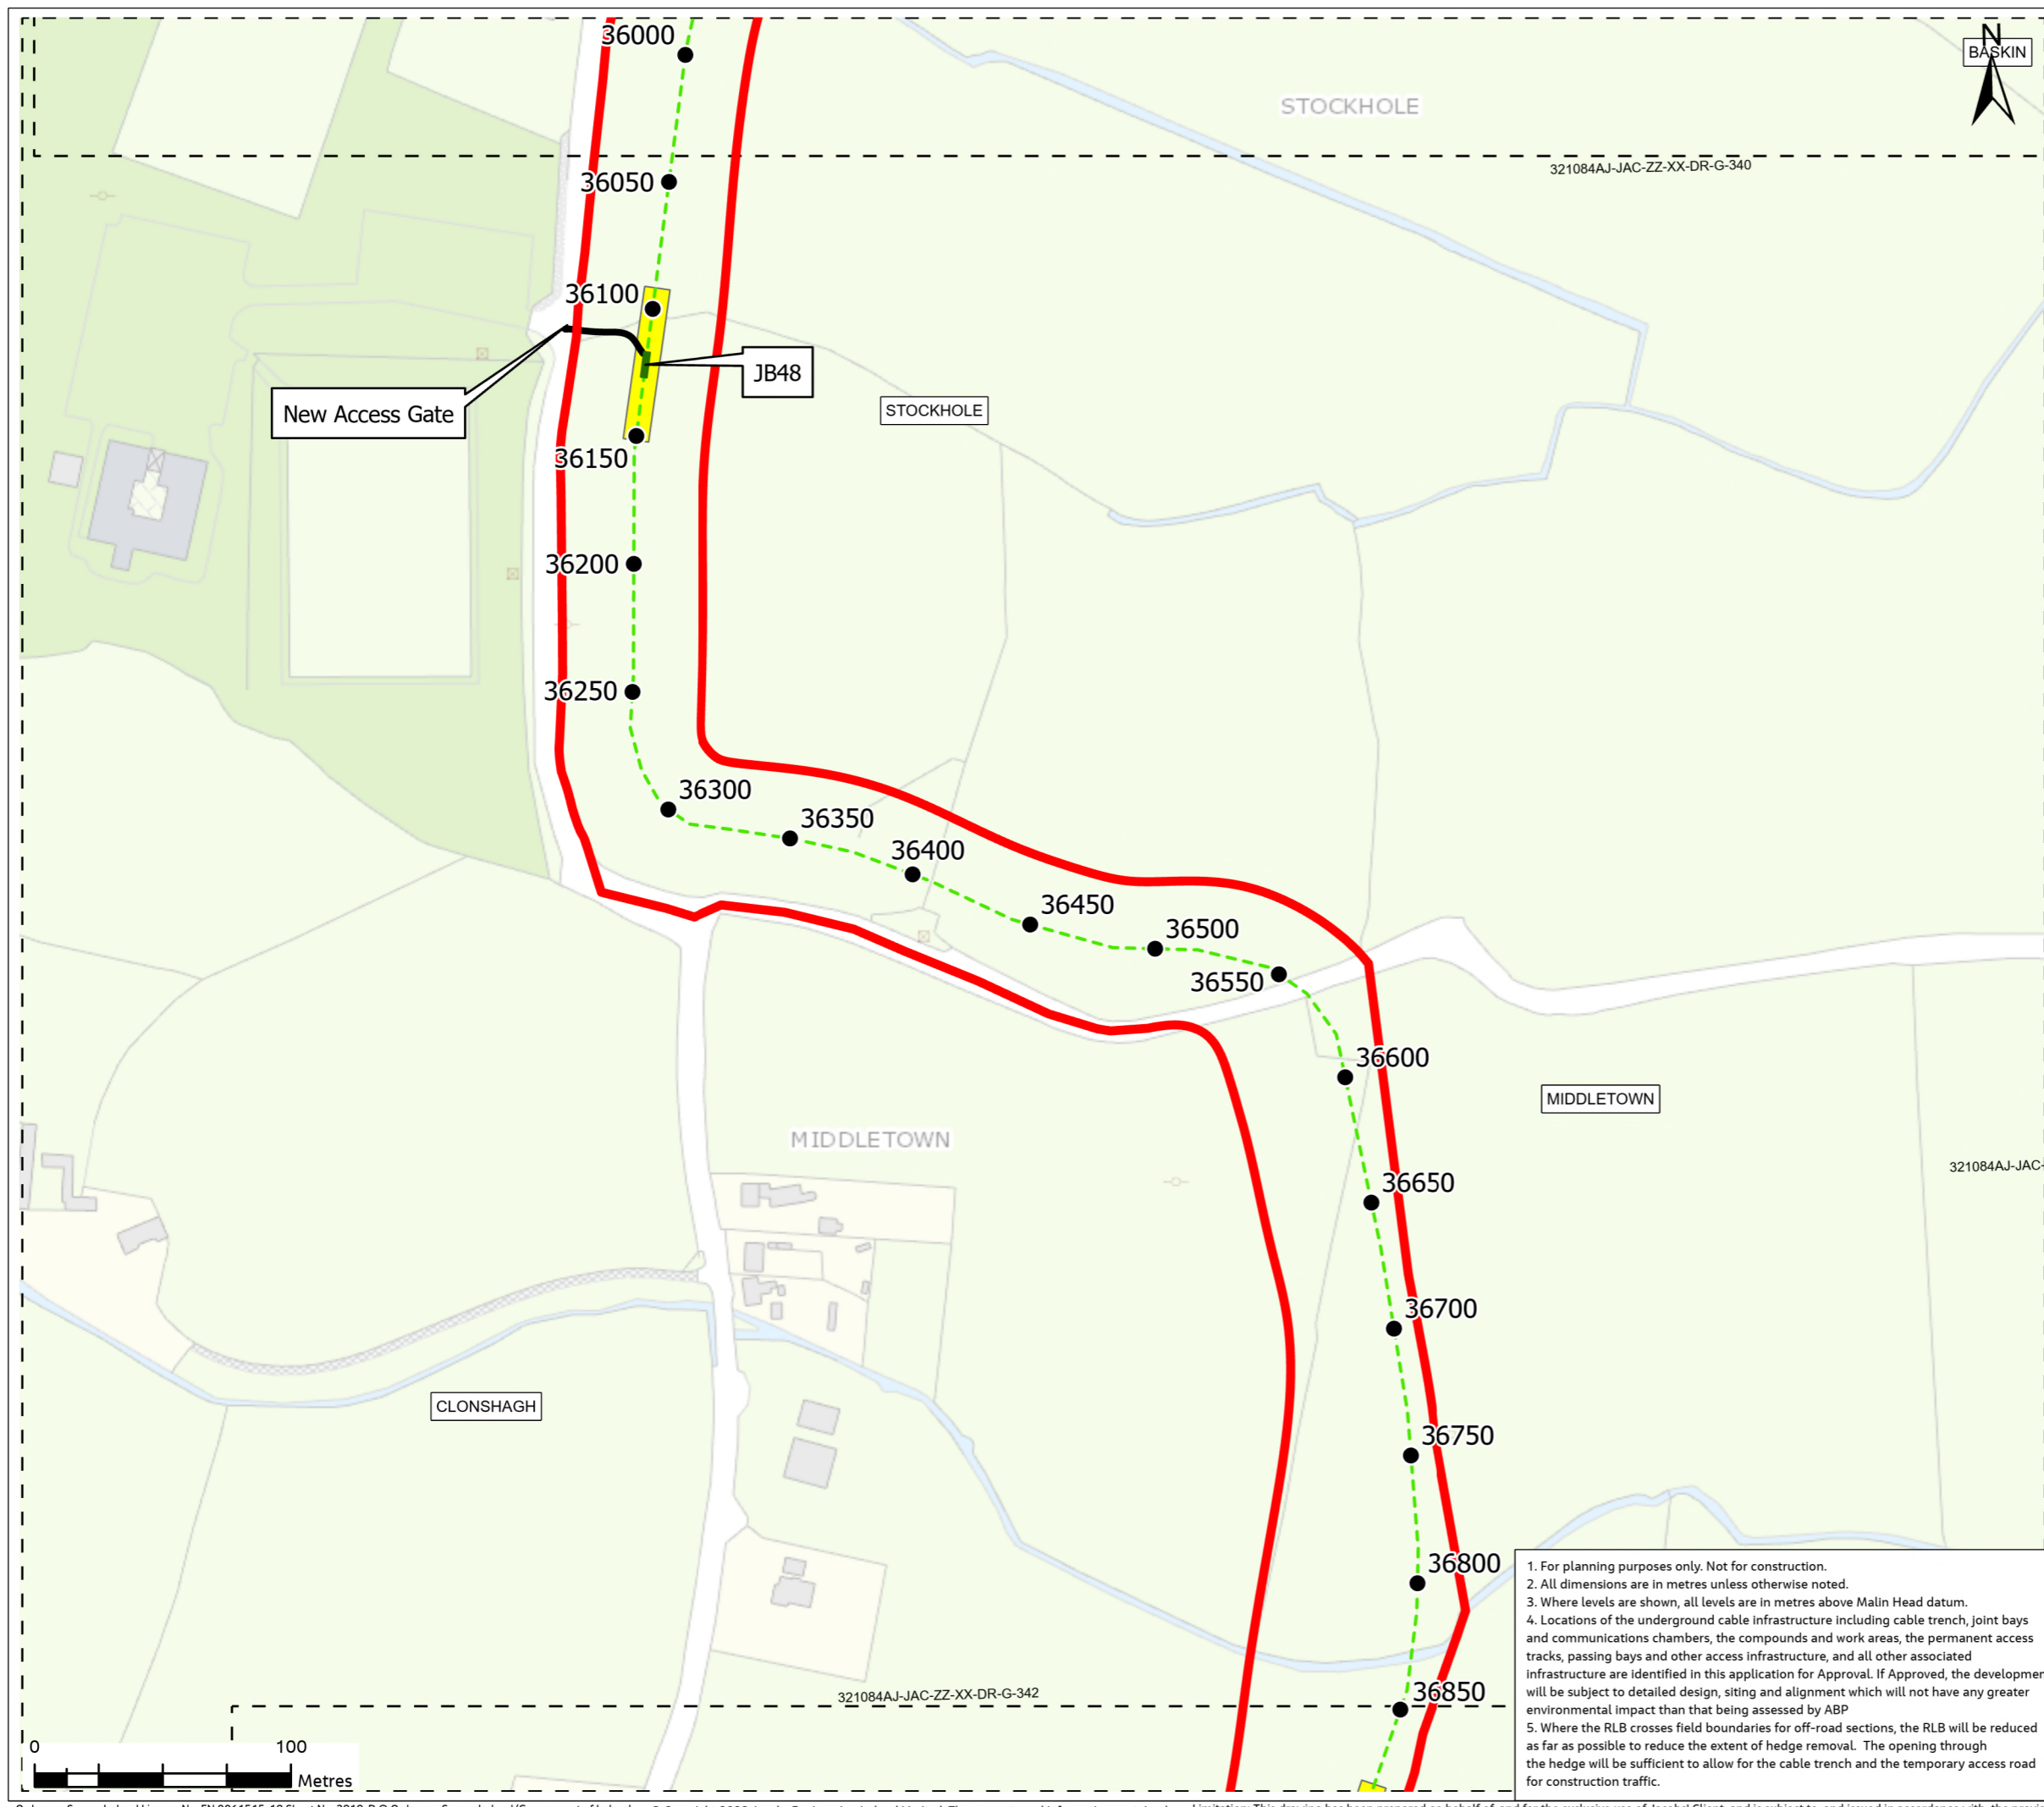 36000
N
BASKIN
STOCKHOLE
321084AJ-JAC-ZZ-XX-DR-G-340
36050
36100
JB48
New Access Gate
STOCKHOLE
36150
36200
36250
36300
36350
36400
36450
36500
36550
36600
MIDDLETOWN
MIDDLETOWN
321084AJ-JAC-
36650
36700
CLONSHAGH
36750
36800
36850
321084AJ-JAC-ZZ-XX-DR-G-342
1. For planning purposes only. Not for construction.
2. All dimensions are in metres unless otherwise noted.
3. Where levels are shown, all levels are in metres above Malin Head datum.
4. Locations of the underground cable infrastructure including cable trench, joint bays
and communications chambers, the compounds and work areas, the permanent access
tracks, passing bays and other access infrastructure, and all other associated
infrastructure are identified in this application for Approval. If Approved, the developmen
will be subject to detailed design, siting and alignment which will not have any greater
environmental impact than that being assessed by ABP
5. Where the RLB crosses field boundaries for off-road sections, the RLB will be reduced
as far as possible to reduce the extent of hedge removal. The opening through
the hedge will be sufficient to allow for the cable trench and the temporary access road
for construction traffic.
0 100
Metres